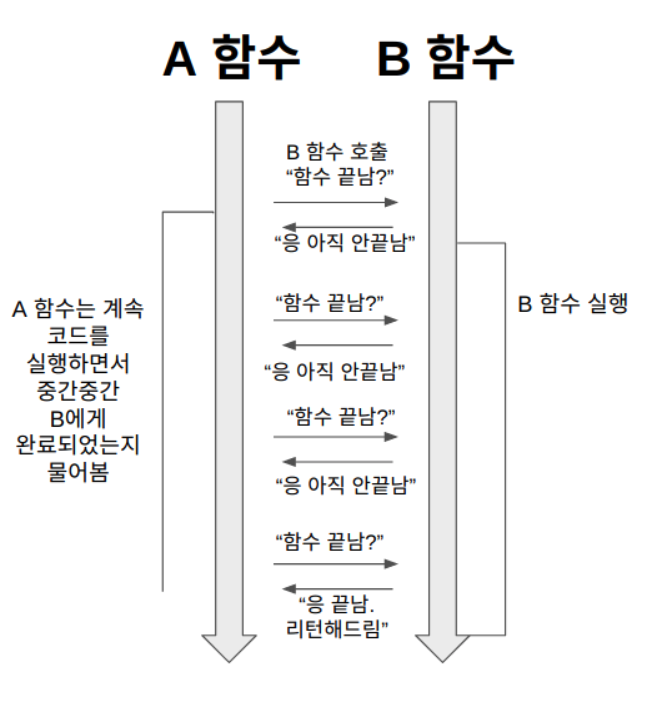 A 함수
B 함수
B 함수 호출
“함수 끝남?”
“응 아직 안끝남”
“함수 끝남?”
“응 아직 안끝남”
“함수 끝남?”
“응 아직 안끝남”
“함수 끝남?”
“응 끝남.
리턴해드림”
A 함수는 계속
코드를
실행하면서
중간중간
B에게
완료되었는지
물어봄
B 함수 실행